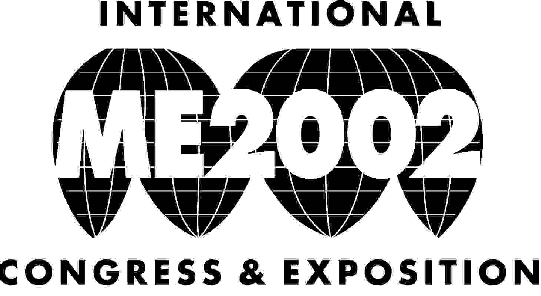 INTERNATIONAL
ME2002
CONGRESS & EXPOSITION